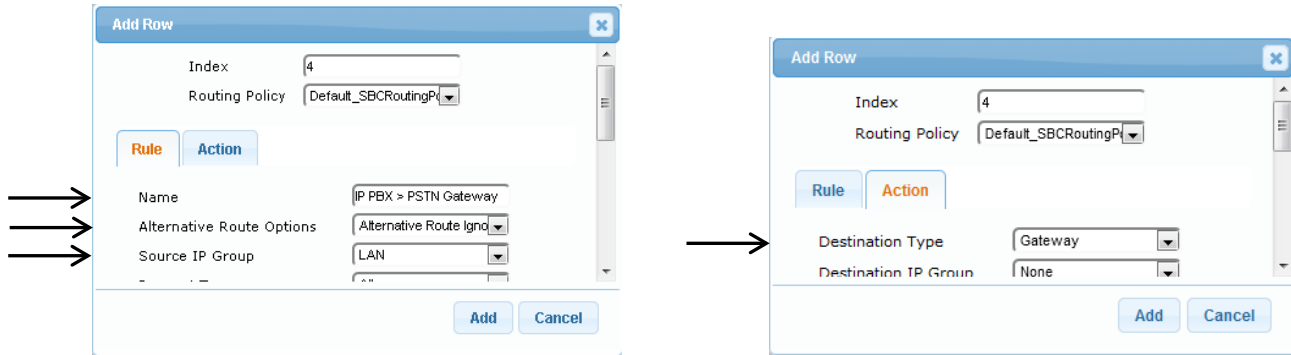 Add Row
Index 4
Routing Policy Default_SBCRoutingPo
Rule Action
Name IP PBX > PSTN Gateway
Alternative Route Options Alternative Route Igno
Source IP Group LAN
Add Cancel
Add Row
Index 4
Routing Policy Default_SBCRoutingPo
Rule Action
Destination Type Gateway
Destination IP Group None
Add Cancel